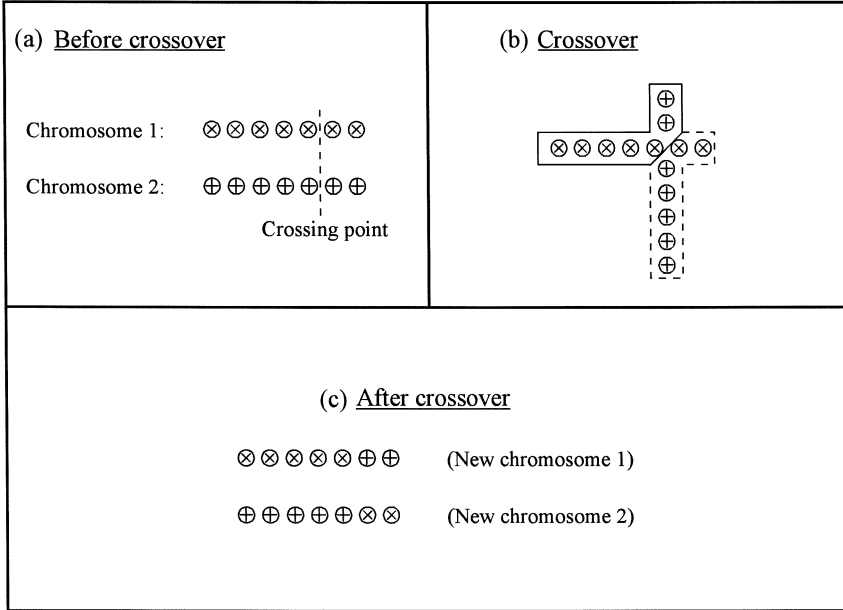 (a) Before crossover
Chromosome 1: ⊗ ⊗ ⊗ ⊗ ⊗ ⊗ ⊗
Chromosome 2: ⊕ ⊕ ⊕ ⊕ ⊕ ⊕ ⊕
Crossing point
(b) Crossover
⊕
⊕
⊗ ⊗ ⊗ ⊗ ⊗ ⊗ ⊗
⊕
⊕
⊕
⊕
⊕
(c) After crossover
⊗ ⊗ ⊗ ⊗ ⊗ ⊕ ⊕ (New chromosome 1)
⊕ ⊕ ⊕ ⊕ ⊕ ⊗ ⊗ (New chromosome 2)